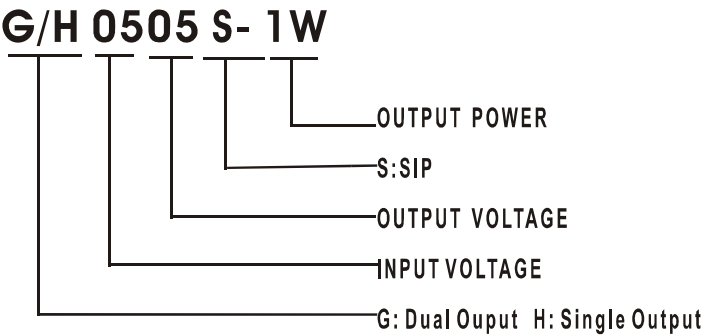 G/H 0505 S- 1W
OUTPUT POWER
S:SIP
OUTPUT VOLTAGE
INPUT VOLTAGE
G: Dual Ouput H: Single Output